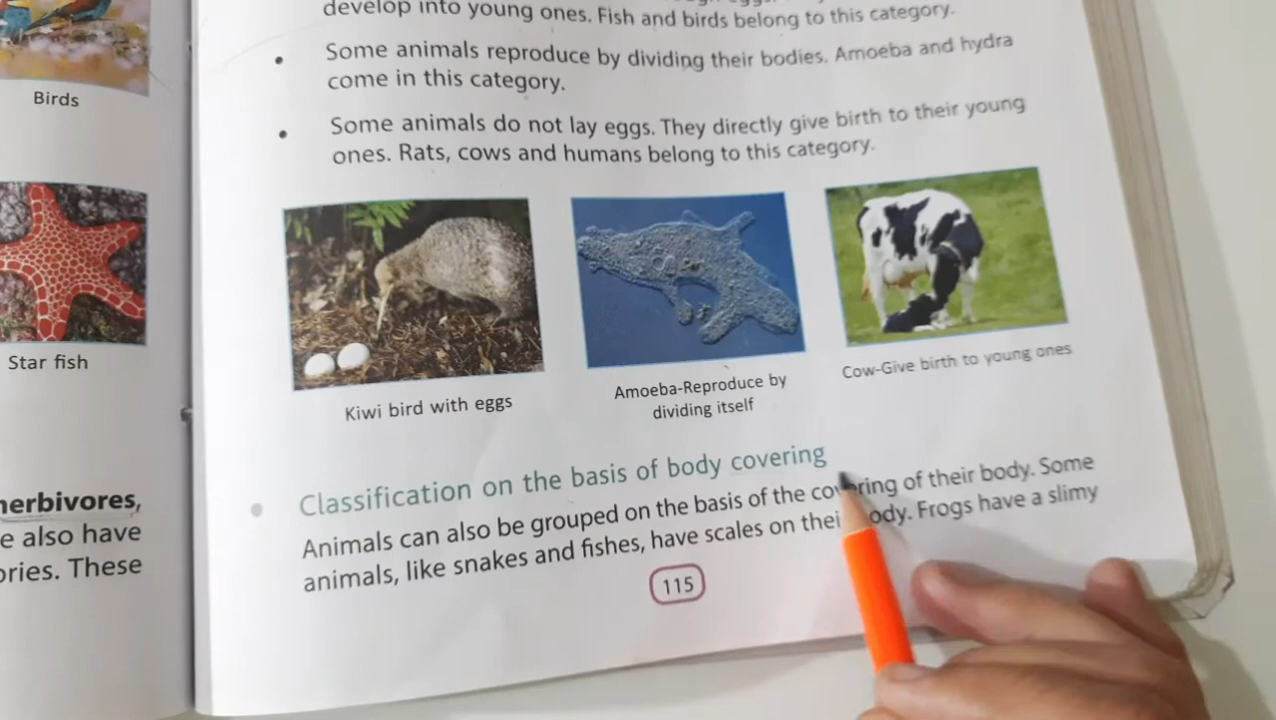 Birds
Star fish
herbivores,
e also have
ories. These
develop into young ones. Fish and birds belong to this category.
• Some animals reproduce by dividing their bodies. Amoeba and hydra
come in this category.
• Some animals do not lay eggs. They directly give birth to their young
ones. Rats, cows and humans belong to this category.
Kiwi bird with eggs
Amoeba-Reproduce by
dividing itself
Cow-Give birth to young ones
Classification on the basis of body covering
Animals can also be grouped on the basis of the covering of their body. Some
animals, like snakes and fishes, have scales on their body. Frogs have a slimy
115